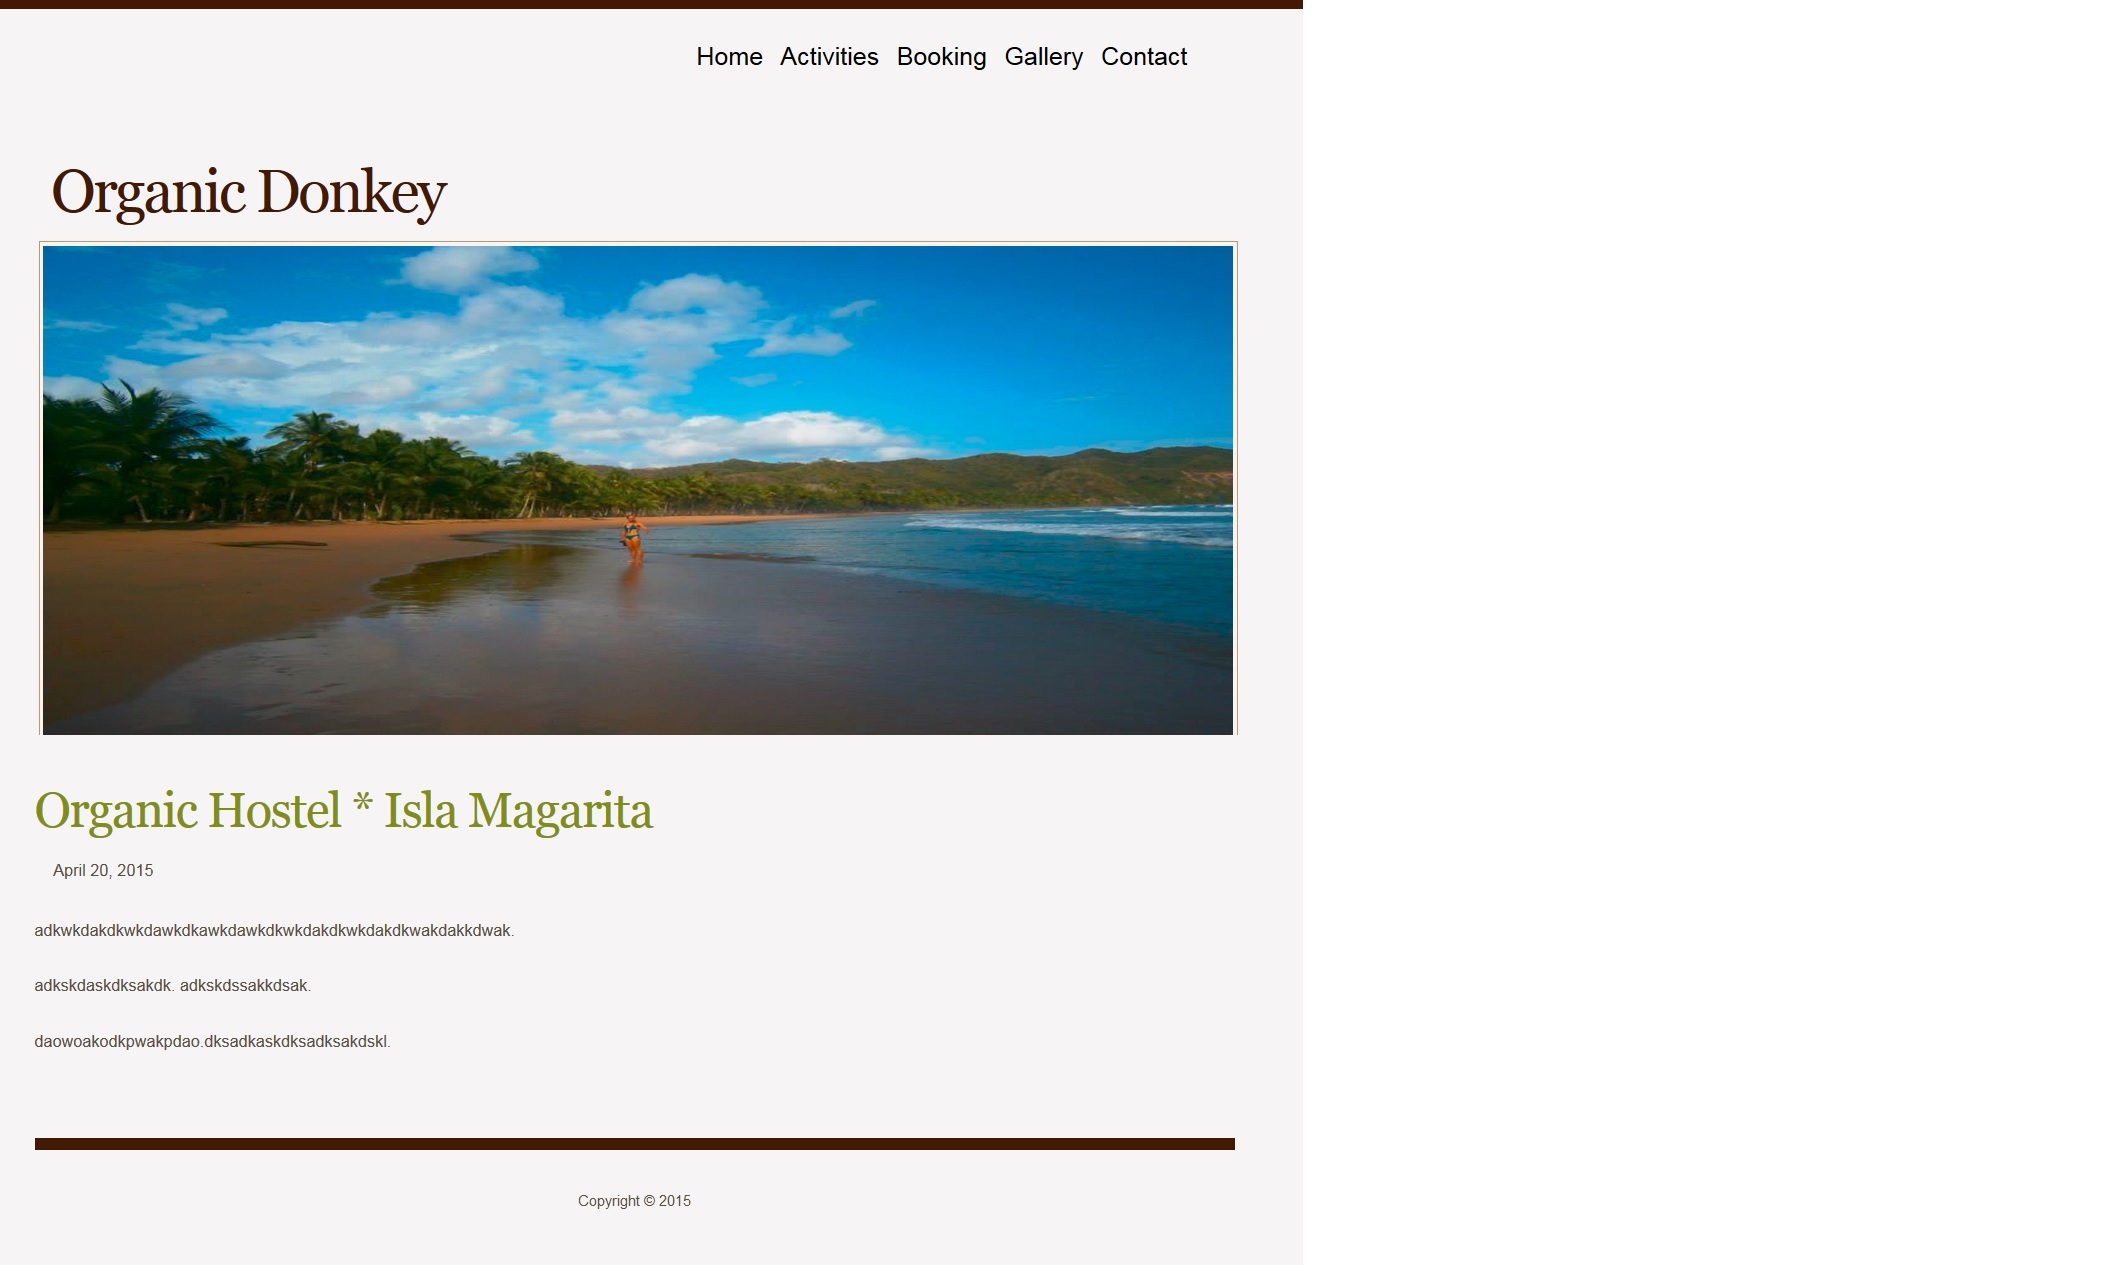 Home Activities Booking Gallery Contact
Organic Donkey
Organic Hostel * Isla Magarita
April 20, 2015
adkwkdakdkwkdawkdkawkdawkdkwkdakdkwkdakdkwakdakkdwak.
adkskdaskdksakdk. adkskdssakkdsak.
daowoakodkpwakpdao.dksadkaskdksadksakdskl.
Copyright © 2015